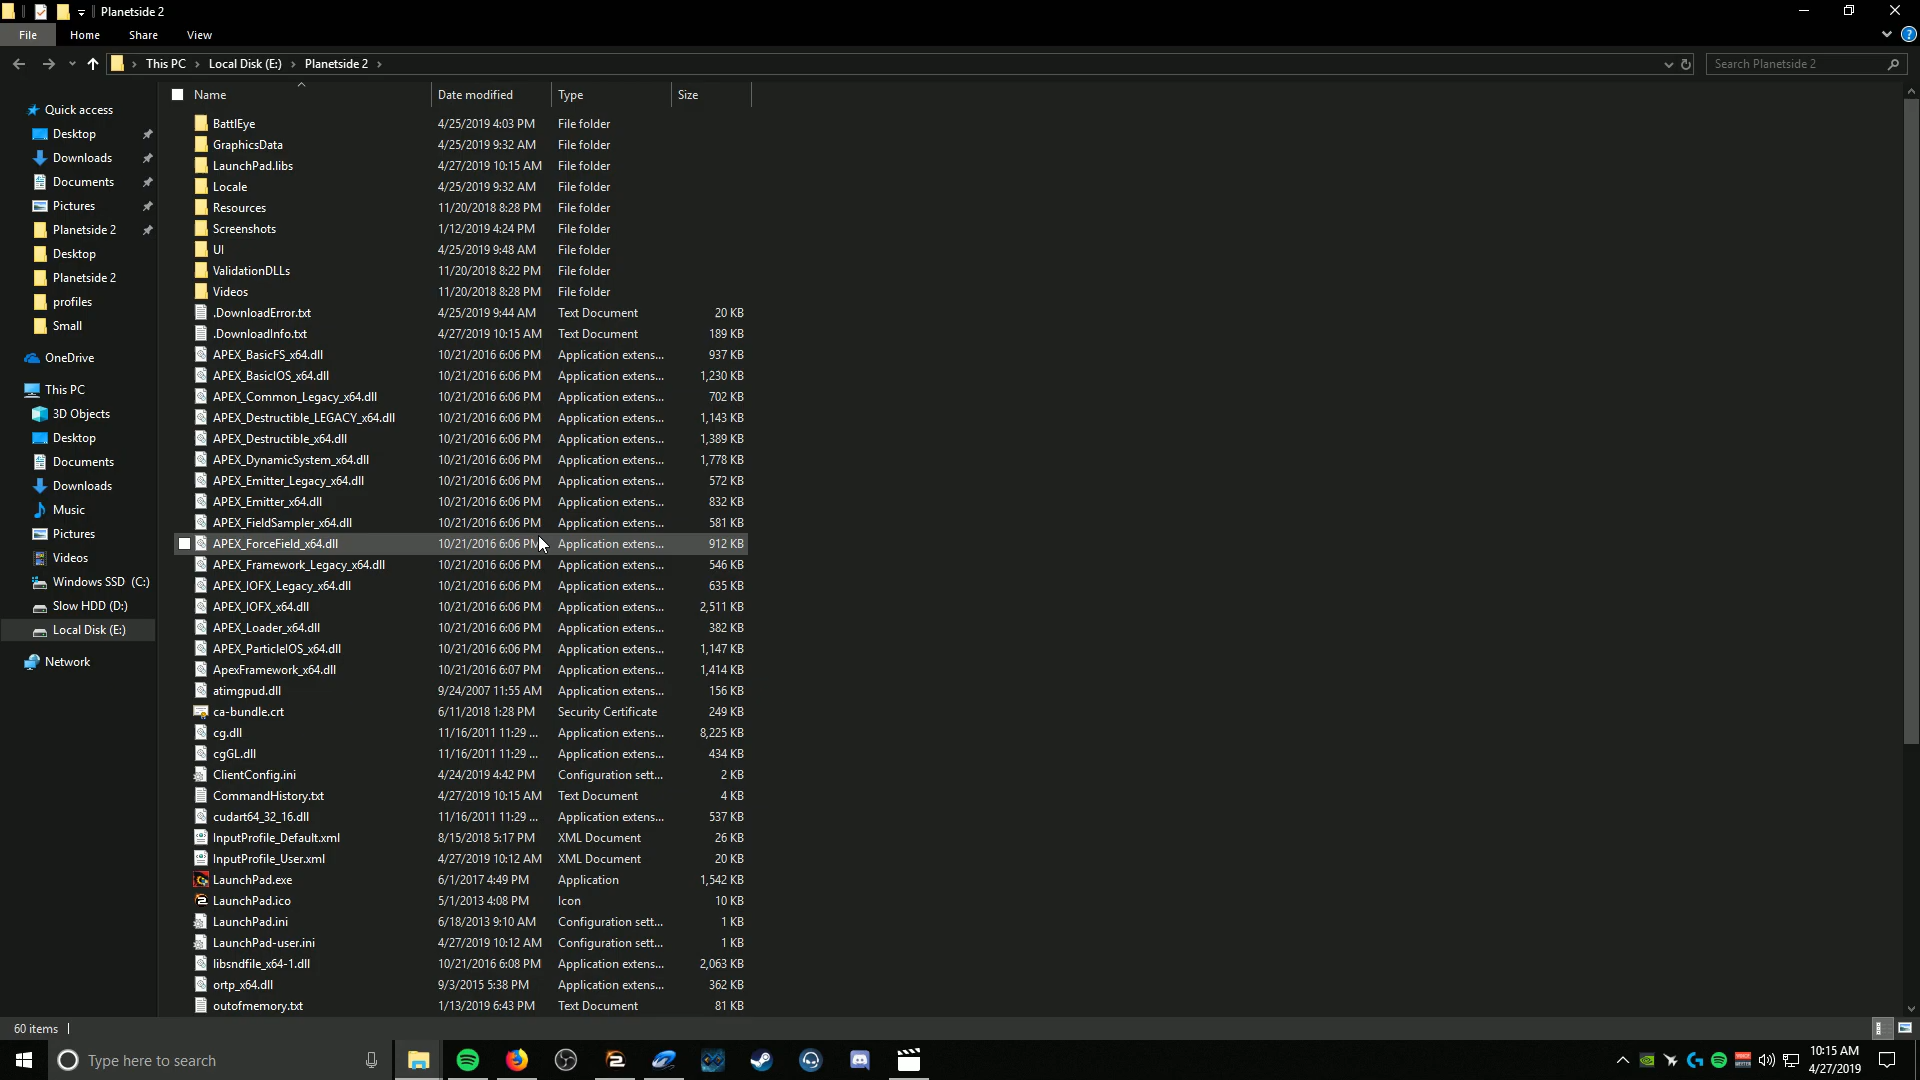 Planetside 2
File Home Share View
This PC Local Disk (E:) Planetside 2
Search Planetside 2
Name Date modified Type Size
Quick access
Desktop
Downloads
Documents
Pictures
Planetside 2
Desktop
Planetside 2
profiles
Small
OneDrive
This PC
3D Objects
Desktop
Documents
Downloads
Music
Pictures
Videos
Windows SSD (C:)
Slow HDD (D:)
Local Disk (E:)
Network
BattlEye 4/25/2019 4:03 PM File folder
GraphicsData 4/25/2019 9:32 AM File folder
LaunchPad.libs 4/27/2019 10:15 AM File folder
Locale 4/25/2019 9:32 AM File folder
Resources 11/20/2018 8:28 PM File folder
Screenshots 1/12/2019 4:24 PM File folder
UI 4/25/2019 9:48 AM File folder
ValidationDLLs 11/20/2018 8:22 PM File folder
Videos 11/20/2018 8:28 PM File folder
.DownloadError.txt 4/25/2019 9:44 AM Text Document 20 KB
.DownloadInfo.txt 4/27/2019 10:15 AM Text Document 189 KB
APEX_BasicFS_x64.dll 10/21/2016 6:06 PM Application extens... 937 KB
APEX_BasicIOS_x64.dll 10/21/2016 6:06 PM Application extens... 1,230 KB
APEX_Common_Legacy_x64.dll 10/21/2016 6:06 PM Application extens... 702 KB
APEX_Destructible_LEGACY_x64.dll 10/21/2016 6:06 PM Application extens... 1,143 KB
APEX_Destructible_x64.dll 10/21/2016 6:06 PM Application extens... 1,389 KB
APEX_DynamicSystem_x64.dll 10/21/2016 6:06 PM Application extens... 1,778 KB
APEX_Emitter_Legacy_x64.dll 10/21/2016 6:06 PM Application extens... 572 KB
APEX_Emitter_x64.dll 10/21/2016 6:06 PM Application extens... 832 KB
APEX_FieldSampler_x64.dll 10/21/2016 6:06 PM Application extens... 581 KB
APEX_ForceField_x64.dll 10/21/2016 6:06 PM Application extens... 912 KB
APEX_Framework_Legacy_x64.dll 10/21/2016 6:06 PM Application extens... 546 KB
APEX_IOFX_Legacy_x64.dll 10/21/2016 6:06 PM Application extens... 635 KB
APEX_IOFX_x64.dll 10/21/2016 6:06 PM Application extens... 2,511 KB
APEX_Loader_x64.dll 10/21/2016 6:06 PM Application extens... 382 KB
APEX_ParticleIOS_x64.dll 10/21/2016 6:06 PM Application extens... 1,147 KB
ApexFramework_x64.dll 10/21/2016 6:07 PM Application extens... 1,414 KB
atimgpud.dll 9/24/2007 11:55 AM Application extens... 156 KB
ca-bundle.crt 6/11/2018 1:28 PM Security Certificate 249 KB
cg.dll 11/16/2011 11:29 ... Application extens... 8,225 KB
cgGL.dll 11/16/2011 11:29 ... Application extens... 434 KB
ClientConfig.ini 4/24/2019 4:42 PM Configuration sett... 2 KB
CommandHistory.txt 4/27/2019 10:15 AM Text Document 4 KB
cudart64_32_16.dll 11/16/2011 11:29 ... Application extens... 537 KB
InputProfile_Default.xml 8/15/2018 5:17 PM XML Document 26 KB
InputProfile_User.xml 4/27/2019 10:12 AM XML Document 20 KB
LaunchPad.exe 6/1/2017 4:49 PM Application 1,542 KB
LaunchPad.ico 5/1/2013 4:08 PM Icon 10 KB
LaunchPad.ini 6/18/2013 9:10 AM Configuration sett... 1 KB
LaunchPad-user.ini 4/27/2019 10:12 AM Configuration sett... 1 KB
libsndfile_x64-1.dll 10/21/2016 6:08 PM Application extens... 2,063 KB
ortp_x64.dll 9/3/2015 5:38 PM Application extens... 362 KB
outofmemory.txt 1/13/2019 6:43 PM Text Document 81 KB
60 items
Type here to search
10:15 AM
4/27/2019